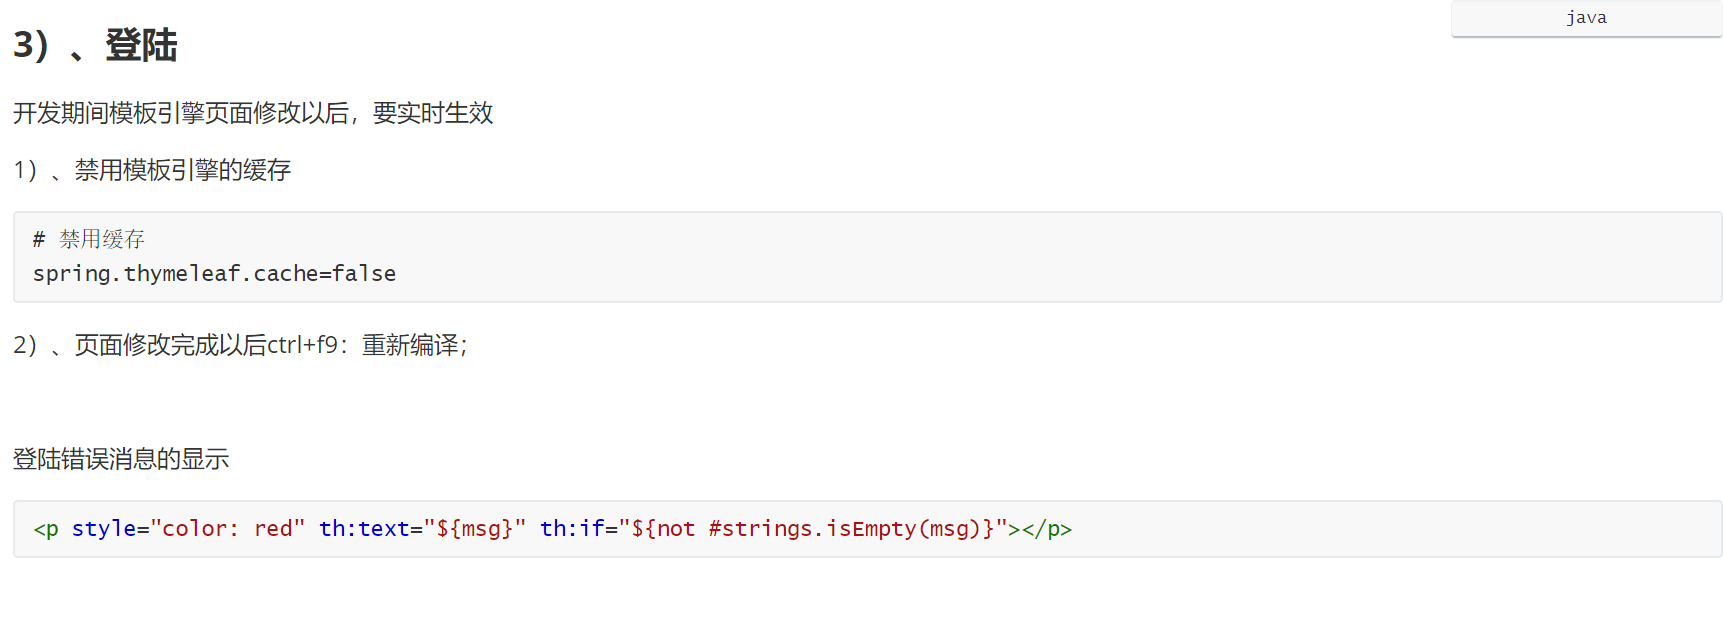 java
3）、登陆
开发期间模板引擎页面修改以后，要实时生效
1）、禁用模板引擎的缓存
# 禁用缓存
spring.thymeleaf.cache=false
2）、页面修改完成以后ctrl+f9：重新编译；
登陆错误消息的显示
<p style="color: red" th:text="${msg}" th:if="${not #strings.isEmpty(msg)}"></p>